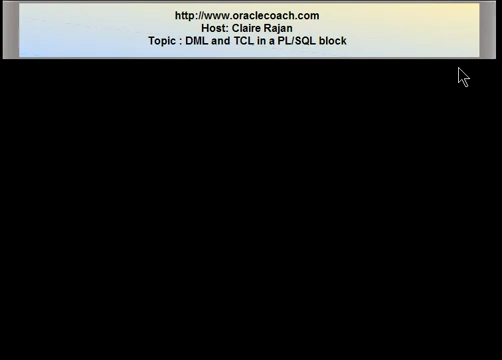 http://www.oraclecoach.com
Host: Claire Rajan
Topic : DML and TCL in a PL/SQL block